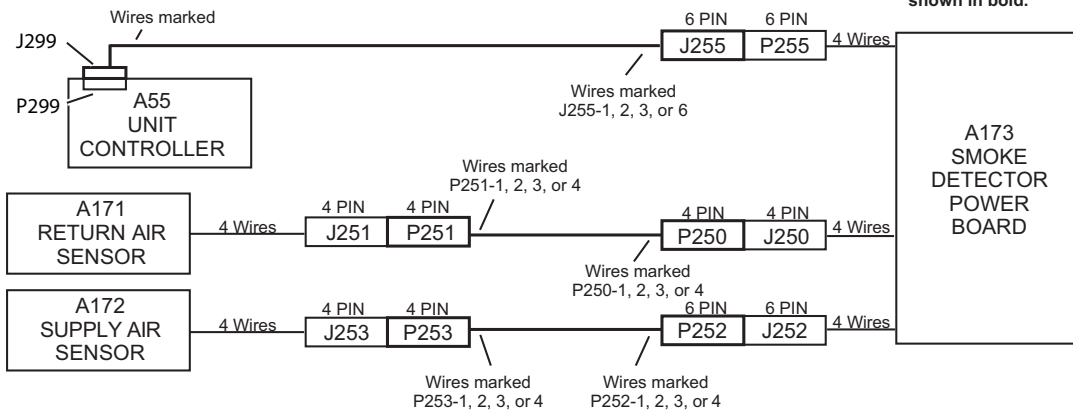 shown in bold.
Wires marked
6 PIN 6 PIN
J299
J255 P255
4 Wires
P299
A55
UNIT
CONTROLLER
Wires marked
J255-1, 2, 3, or 6
A173
SMOKE
DETECTOR
POWER
BOARD
Wires marked
P251-1, 2, 3, or 4
A171
RETURN AIR
SENSOR
4 Wires
4 PIN 4 PIN
J251 P251
4 PIN 4 PIN
P250 J250
4 Wires
Wires marked
P250-1, 2, 3, or 4
A172
SUPPLY AIR
SENSOR
4 Wires
4 PIN 4 PIN
J253 P253
6 PIN 6 PIN
P252 J252
4 Wires
Wires marked
P253-1, 2, 3, or 4
Wires marked
P252-1, 2, 3, or 4